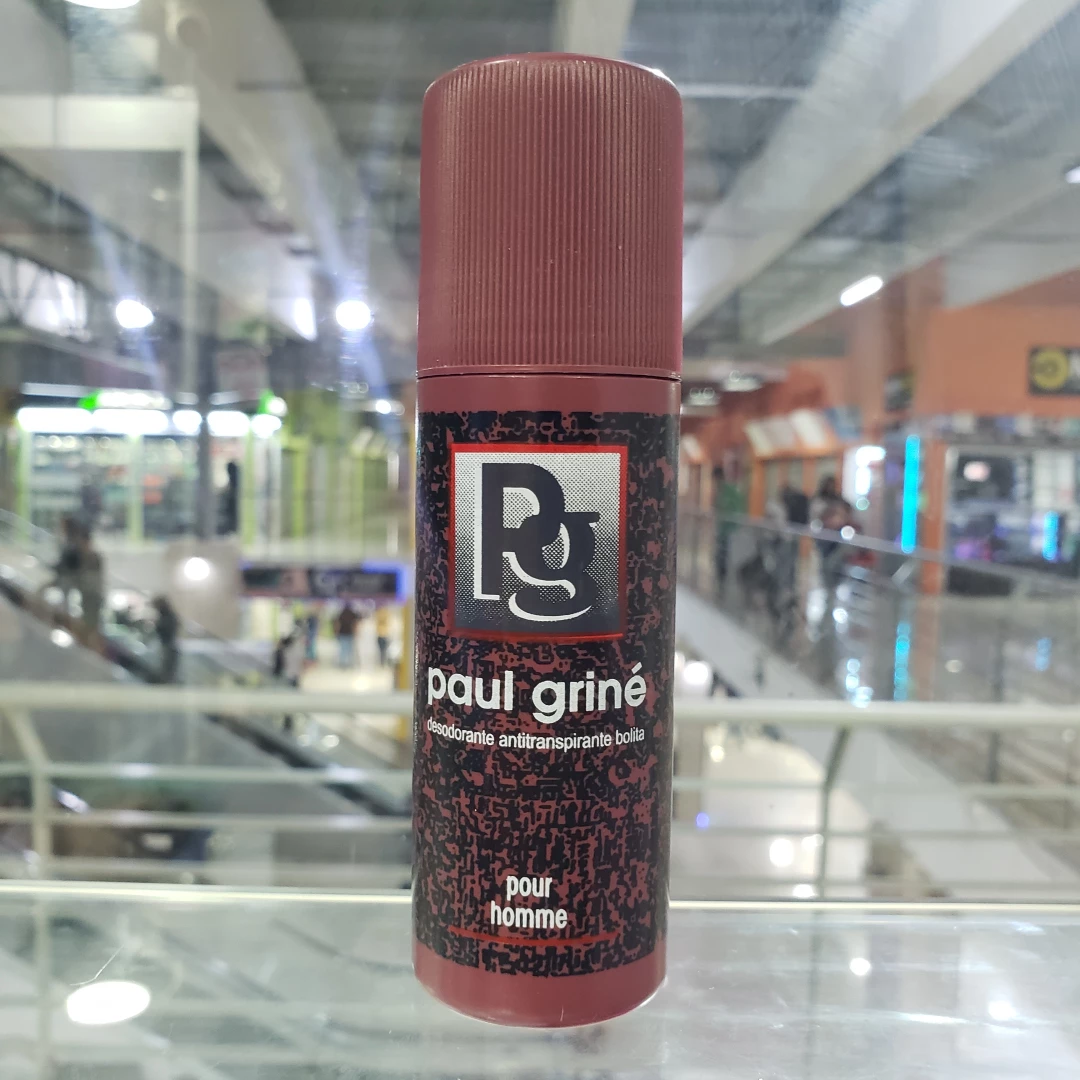 Pg
paul griné
desodorante antitranspirante bolita
pour
homme